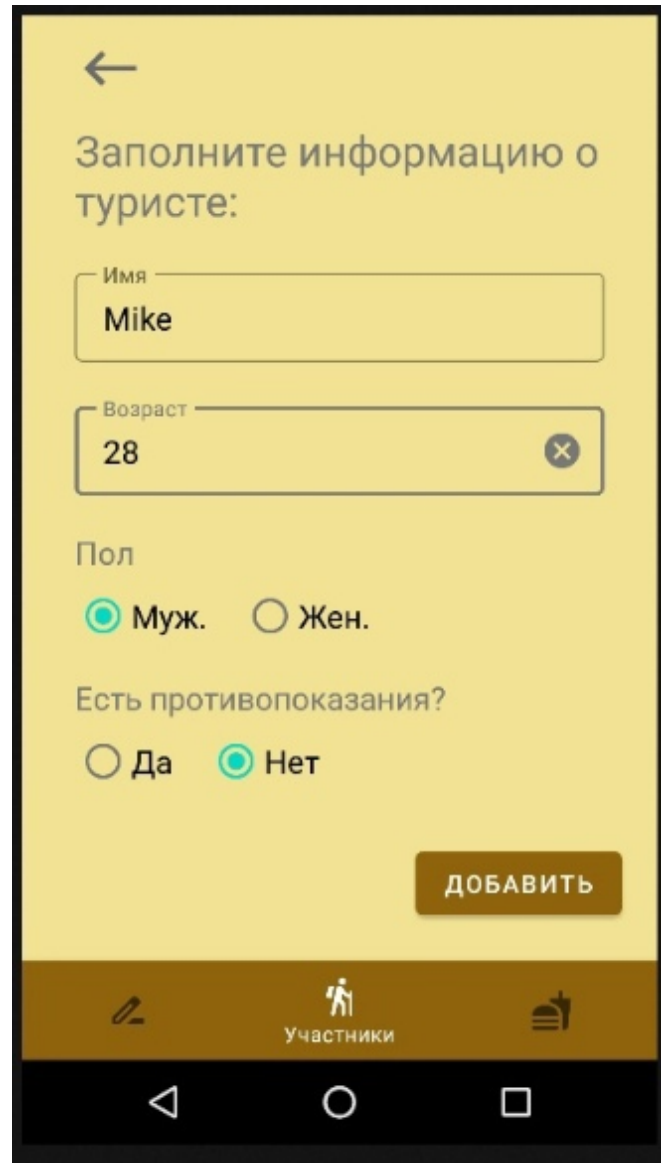 Заполните информацию о
туристе:
Имя
Mike
Возраст
28
Пол
Муж. Жен.
Есть противопоказания?
Да Нет
ДОБАВИТЬ
Участники